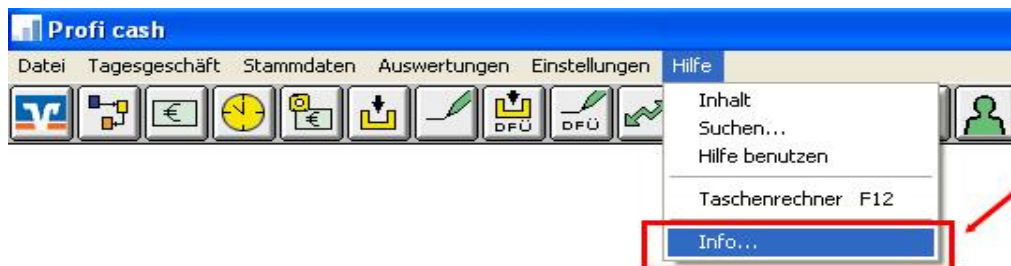 Profi cash
Datei Tagesgeschäft Stammdaten Auswertungen Einstellungen Hilfe
€ € DFÜ DFÜ
Inhalt
Suchen...
Hilfe benutzen
Taschenrechner F12
Info...